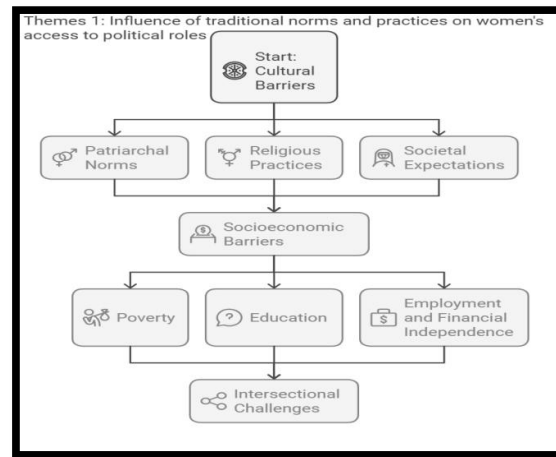 Themes 1: Influence of traditional norms and practices on women's
access to political roles
Start:
Cultural
Barriers
Patriarchal
Norms
Religious
Practices
Societal
Expectations
Socioeconomic
Barriers
Poverty
Education
Employment
and Financial
Independence
Intersectional
Challenges